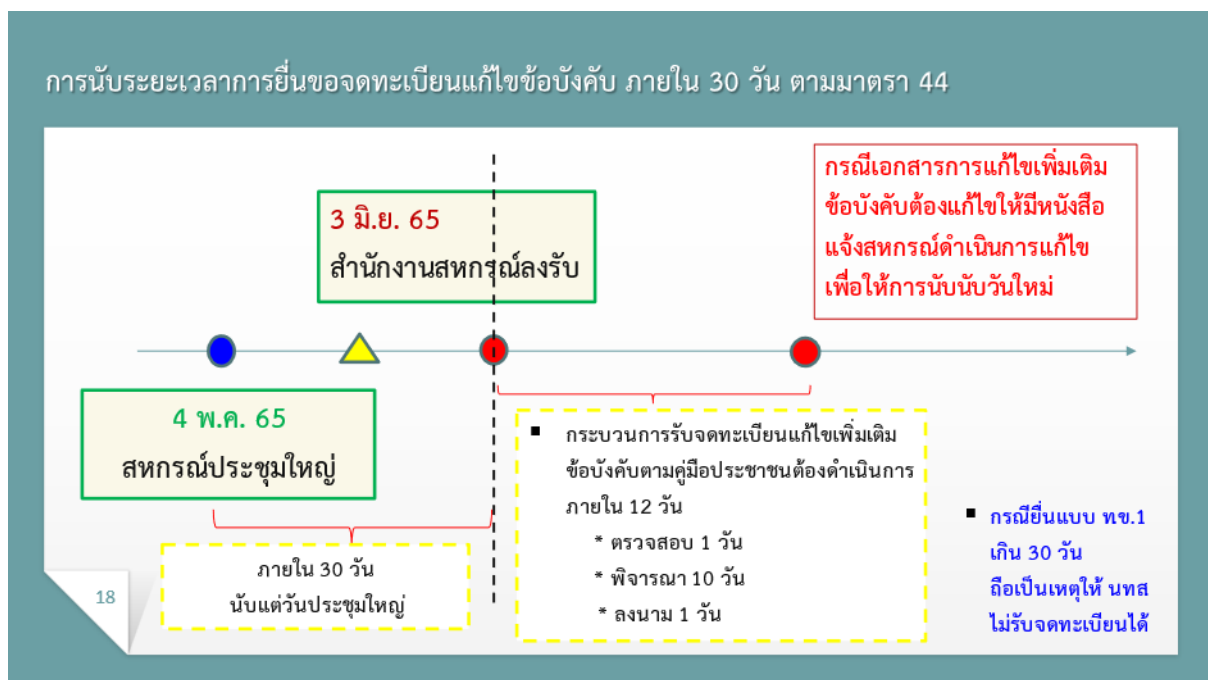 การนับระยะเวลาการยื่นขอจดทะเบียนแก้ไขข้อบังคับ ภายใน 30 วัน ตามมาตรา 44
กรณีเอกสารการแก้ไขเพิ่มเติม
ข้อบังคับต้องแก้ไขให้มีหนังสือ
แจ้งสหกรณ์ดำเนินการแก้ไข
เพื่อให้การนับนับวันใหม่
3 มิ.ย. 65
สำนักงานสหกรณ์ลงรับ
4 พ.ค. 65
สหกรณ์ประชุมใหญ่
ภายใน 30 วัน
นับแต่วันประชุมใหญ่
▪ กระบวนการรับจดทะเบียนแก้ไขเพิ่มเติม
ข้อบังคับตามคู่มือประชาชนต้องดำเนินการ
ภายใน 12 วัน
* ตรวจสอบ 1 วัน
* พิจารณา 10 วัน
* ลงนาม 1 วัน
▪ กรณียื่นแบบ ท.ข.1
เกิน 30 วัน
ถือเป็นเหตุให้ นทส
ไม่รับจดทะเบียนได้
18